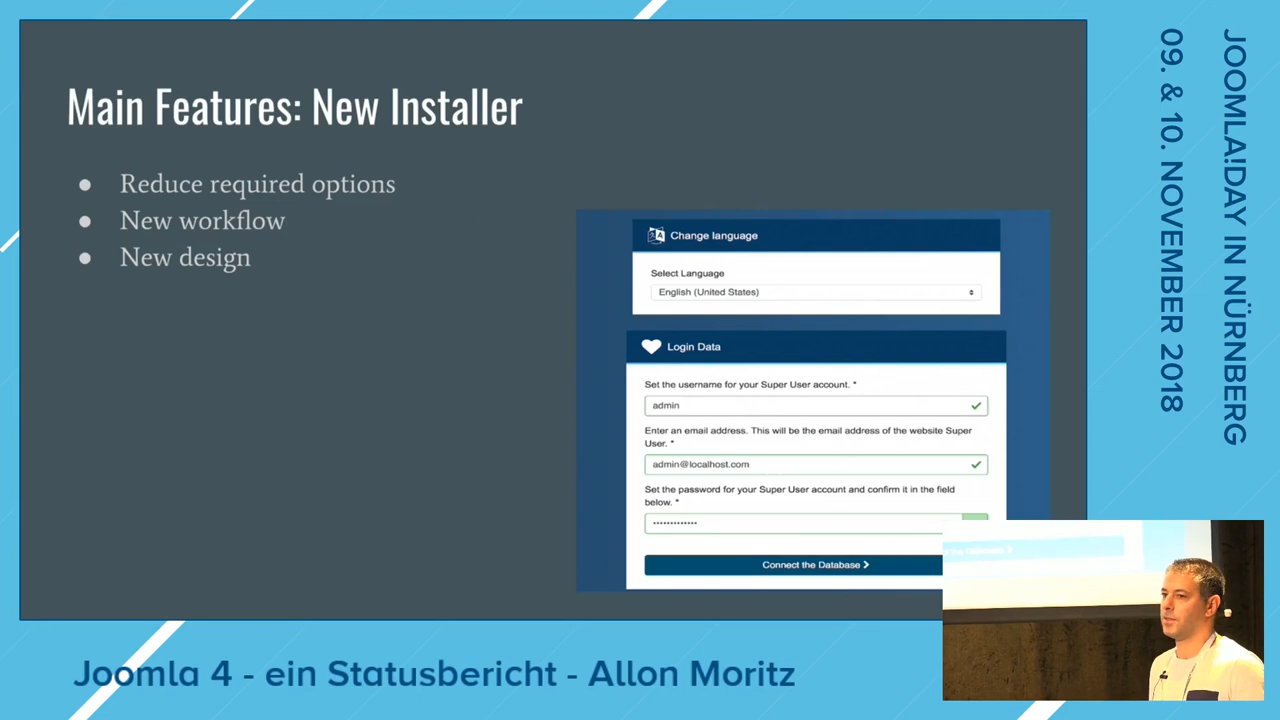 Main Features: New Installer
● Reduce required options
● New workflow
● New design
Change language
Select Language
English (United States)
Login Data
Set the username for your Super User account. *
admin
Enter an email address. This will be the email address of the website Super
User. *
admin@localhost.com
Set the password for your Super User account and confirm it in the field
below. *
•••••••••••••
Connect the Database
JOOMLA!DAY IN NÜRNBERG
09. & 10. NOVEMBER 2018
Joomla 4 - ein Statusbericht - Allon Moritz